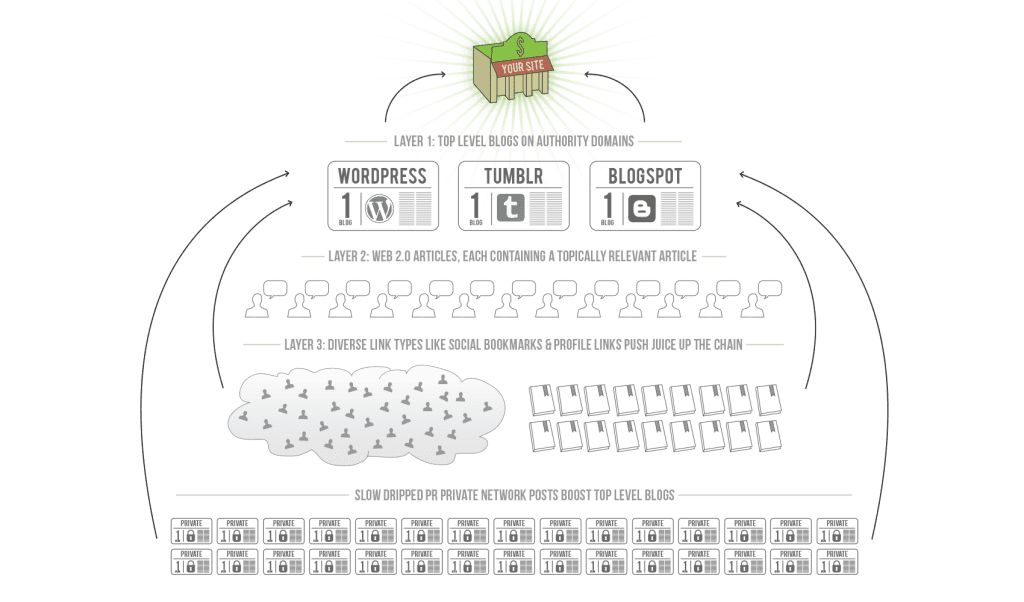 $
YOUR SITE
LAYER 1: TOP LEVEL BLOGS ON AUTHORITY DOMAINS
WORDPRESS TUMBLR BLOGSPOT
1 1 1
BLOG BLOG BLOG
LAYER 2: WEB 2.0 ARTICLES, EACH CONTAINING A TOPICALLY RELEVANT ARTICLE
LAYER 3: DIVERSE LINK TYPES LIKE SOCIAL BOOKMARKS & PROFILE LINKS PUSH JUICE UP THE CHAIN
SLOW DRIPPED PR PRIVATE NETWORK POSTS BOOST TOP LEVEL BLOGS
PRIVATE PRIVATE PRIVATE PRIVATE PRIVATE PRIVATE PRIVATE PRIVATE PRIVATE PRIVATE PRIVATE PRIVATE PRIVATE PRIVATE PRIVATE
1 1 1 1 1 1 1 1 1 1 1 1 1 1 1
PRIVATE PRIVATE PRIVATE PRIVATE PRIVATE PRIVATE PRIVATE PRIVATE PRIVATE PRIVATE PRIVATE PRIVATE PRIVATE PRIVATE PRIVATE
1 1 1 1 1 1 1 1 1 1 1 1 1 1 1